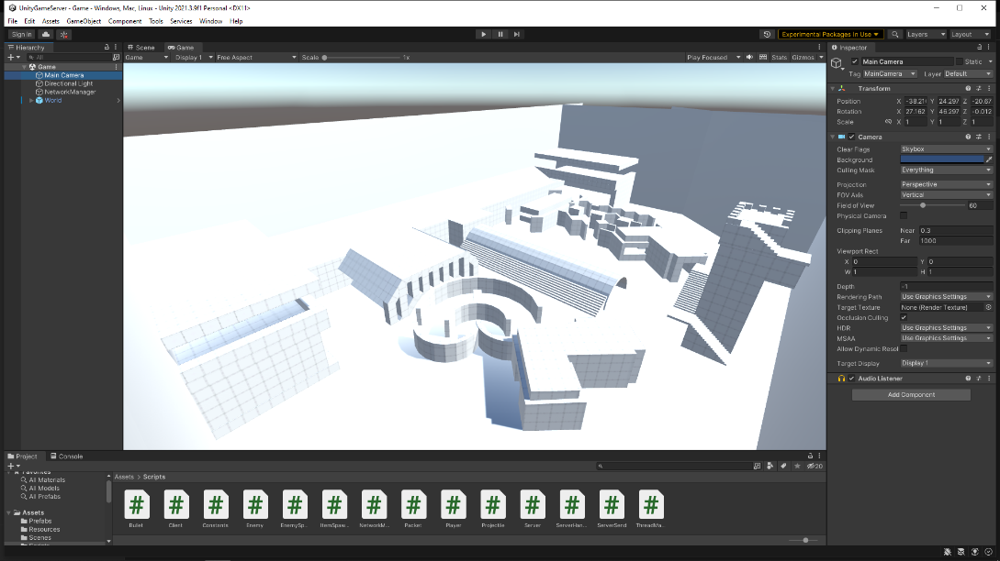 UnityGameServer - Game - Windows, Mac, Linux - Unity 2021.3.9f1 Personal <DX11>
File Edit Assets GameObject Component Tools Services Window Help
Sign In Experimental Packages In Use Layers Layout
Hierarchy
All
Game
Main Camera
Directional Light
NetworkManager
World
Scene Game
Game Display 1 Free Aspect Scale 1x Play Focused Stats Gizmos
Inspector
Main Camera Static
Tag MainCamera Layer Default
Transform
Position X -38.21 Y 24.297 Z -20.67
Rotation X 27.162 Y 46.297 Z -0.012
Scale X 1 Y 1 Z 1
Camera
Clear Flags Skybox
Background
Culling Mask Everything
Projection Perspective
FOV Axis Vertical
Field of View 60
Physical Camera
Clipping Planes Near 0.3
Far 1000
Viewport Rect
X 0 Y 0
W 1 H 1
Depth -1
Rendering Path Use Graphics Settings
Target Texture None (Render Texture)
Occlusion Culling
HDR Use Graphics Settings
MSAA Use Graphics Settings
Allow Dynamic Resol
Target Display Display 1
Audio Listener
Add Component
Project Console
20
Favorites
All Materials
All Models
All Prefabs
Assets
Prefabs
Resources
Scenes
Scripts
Assets > Scripts
Bullet Client Constants Enemy EnemySp... ItemSpaw... NetworkM... Packet Player Projectile Server ServerHan... ServerSend ThreadMa...